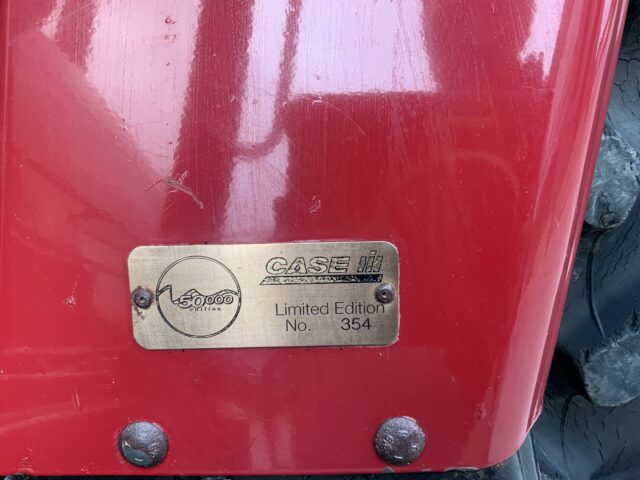 50000
edition
CASE IH
Limited Edition
No. 354